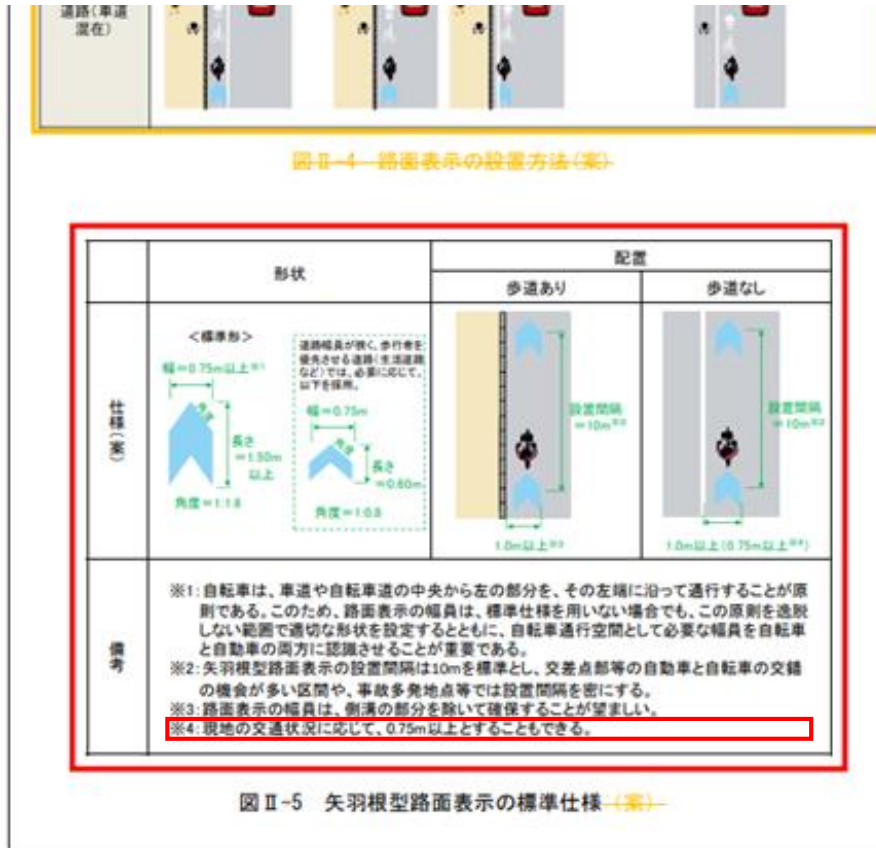 道路(車道
混在)
図Ⅱ-4 路面表示の設置方法(案)
形状
配置
歩道あり
歩道なし
仕様(案)
<標準形>
幅=0.75m以上※1
角度
長さ
=1.50m
以上
角度=1:1.8
道路幅員が狭く、歩行者を
優先させる道路(生活道路
など)では、必要に応じて、
以下を採用。
幅=0.75m
角度
長さ
=0.60m
角度=1:0.8
設置間隔
=10m※2
1.0m以上※3
設置間隔
=10m※2
1.0m以上(0.75m以上※4)
備考
※1:自転車は、車道や自転車道の中央から左の部分を、その左端に沿って通行することが原
則である。このため、路面表示の幅員は、標準仕様を用いない場合でも、この原則を逸脱
しない範囲で適切な形状を設定するとともに、自転車通行空間として必要な幅員を自転車
と自動車の両方に認識させることが重要である。
※2:矢羽根型路面表示の設置間隔は10mを標準とし、交差点部等の自動車と自転車の交錯
の機会が多い区間や、事故多発地点等では設置間隔を密にする。
※3:路面表示の幅員は、側溝の部分を除いて確保することが望ましい。
※4:現地の交通状況に応じて、0.75m以上とすることもできる。
図Ⅱ-5 矢羽根型路面表示の標準仕様(案)